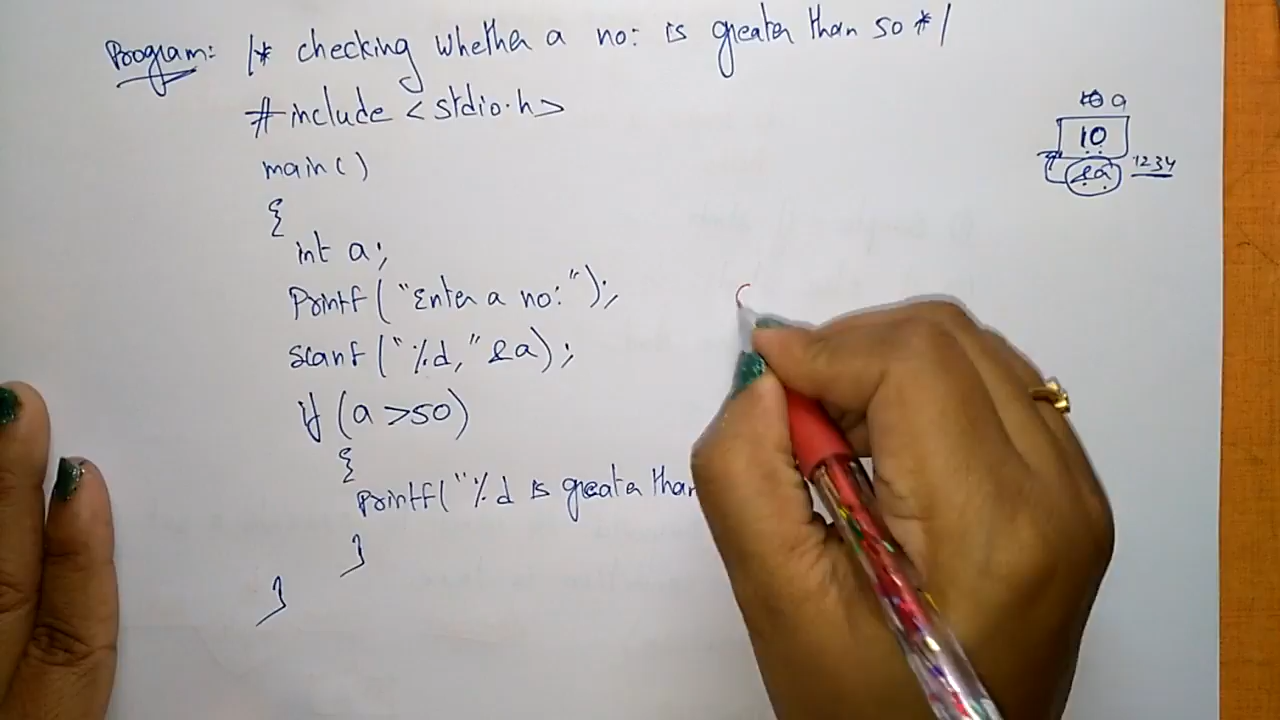 Program: /* checking whether a no: is greater than 50 */
#include <stdio.h>
main()
{
int a;
Printf("Enter a no:");
scanf("%d,"&a);
if (a>50)
{
printf("%d is greater than
}
}
a
10
&a
1234